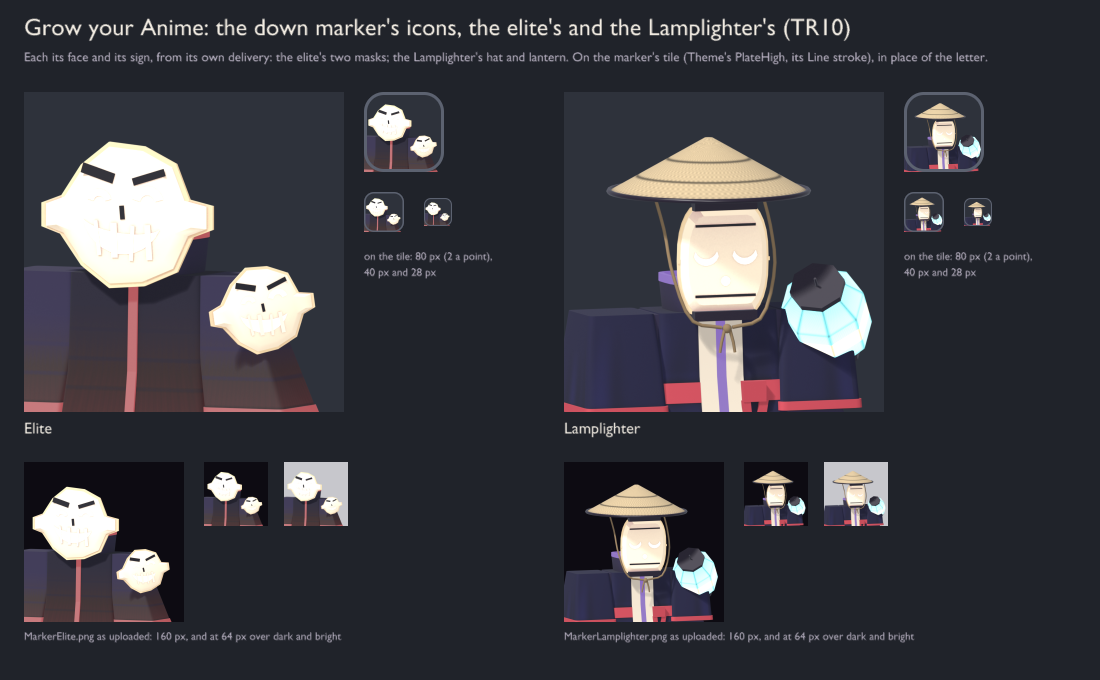 Grow your Anime: the down marker's icons, the elite's and the Lamplighter's (TR10)
Each its face and its sign, from its own delivery: the elite's two masks; the Lamplighter's hat and lantern. On the marker's tile (Theme's PlateHigh, its Line stroke), in place of the letter.
on the tile: 80 px (2 a point),
40 px and 28 px
on the tile: 80 px (2 a point),
40 px and 28 px
Elite
Lamplighter
MarkerElite.png as uploaded: 160 px, and at 64 px over dark and bright
MarkerLamplighter.png as uploaded: 160 px, and at 64 px over dark and bright